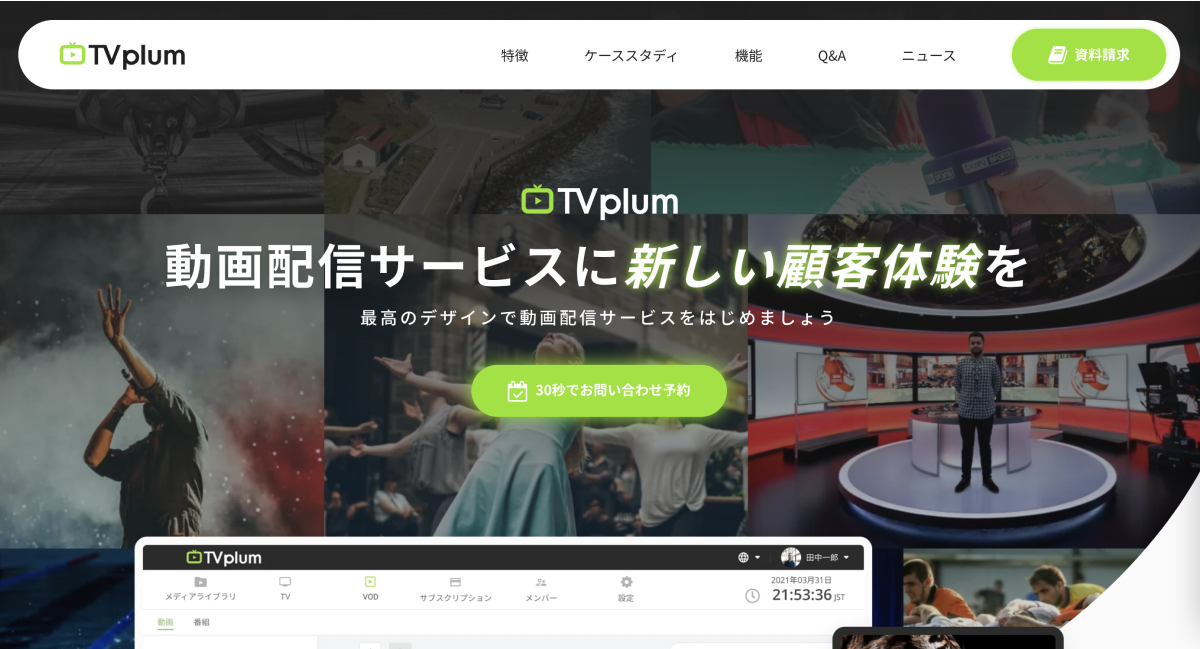 TVplum
特徴
ケーススタディ
機能
Q&A
ニュース
資料請求
TVplum
動画配信サービスに新しい顧客体験を
最高のデザインで動画配信サービスをはじめましょう
30秒でお問い合わせ予約
TVplum
田中一郎
メディアライブラリ
TV
VOD
サブスクリプション
メンバー
設定
2021年03月31日
21:53:36 JST
動画
番組